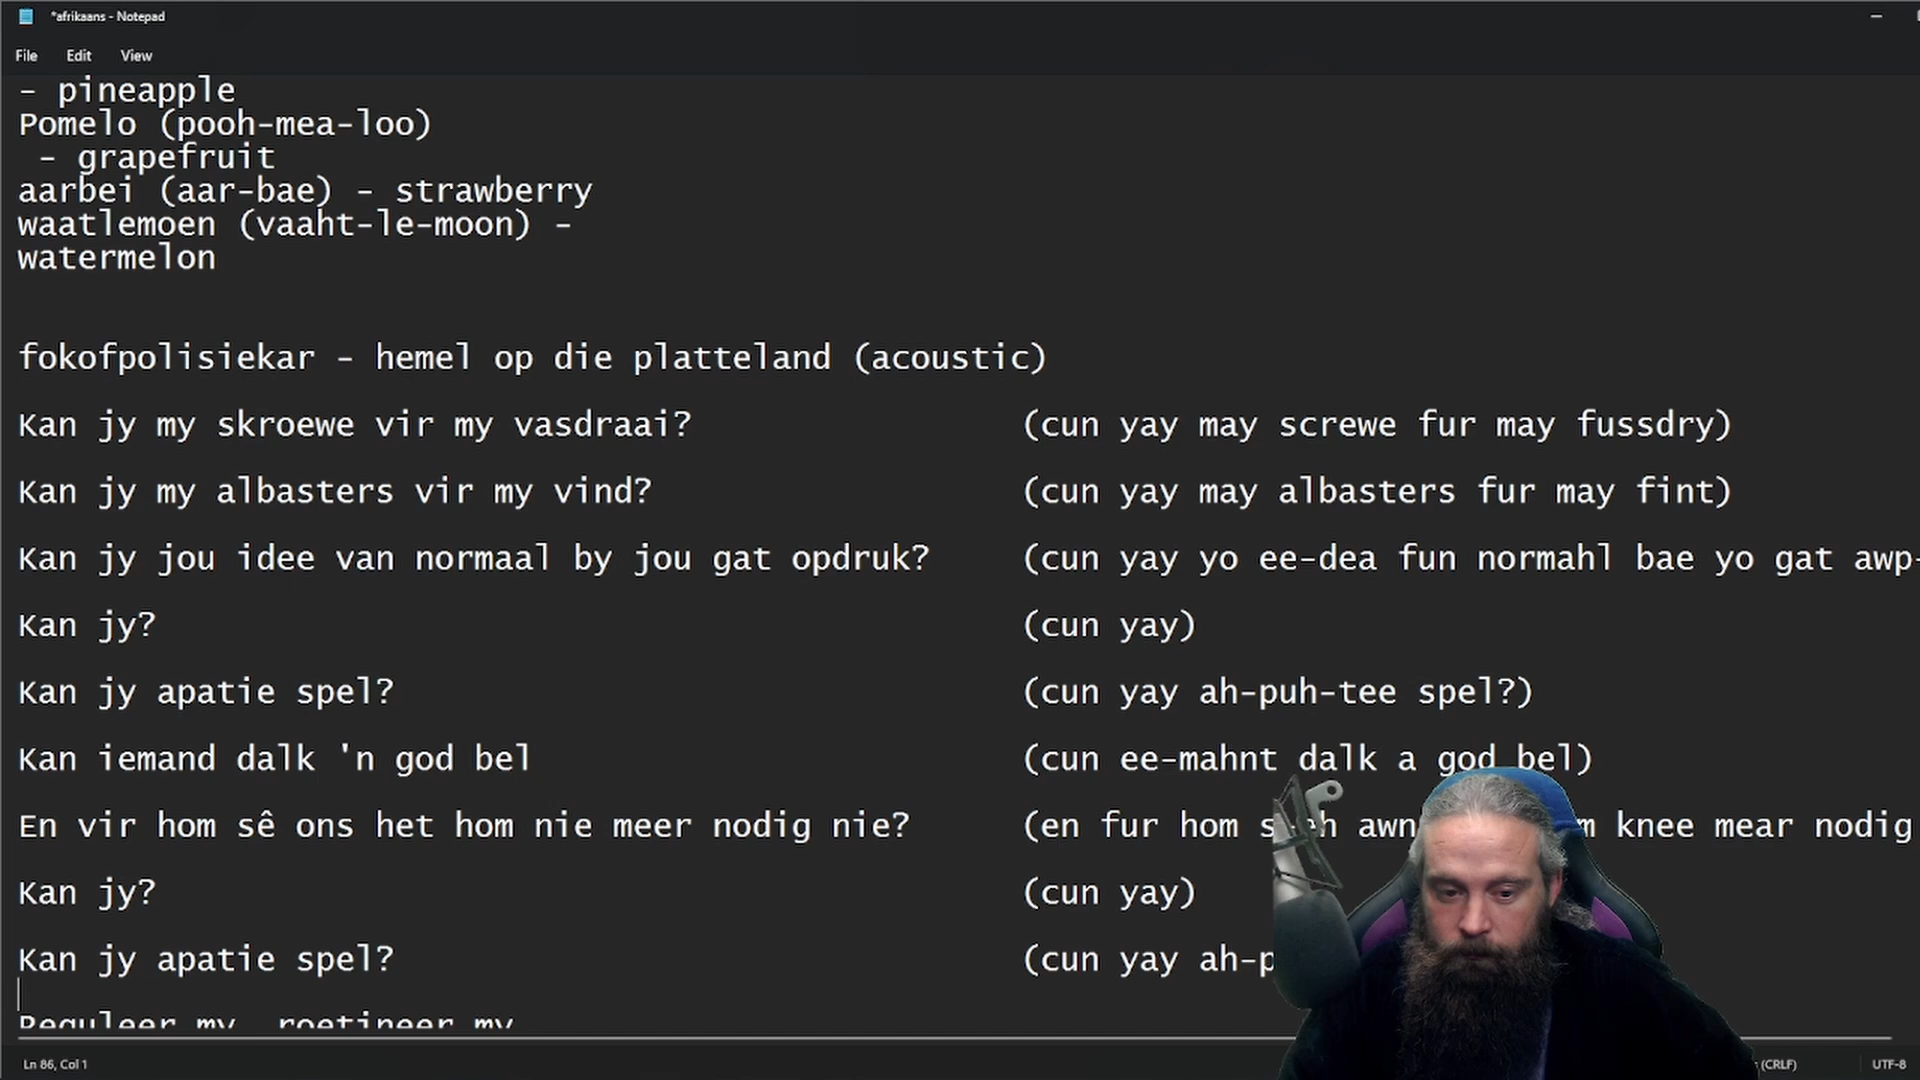 *afrikaans - Notepad
File Edit View
- pineapple
Pomelo (pooh-mea-loo)
- grapefruit
aarbei (aar-bae) - strawberry
waatlemoen (vaaht-le-moon) -
watermelon
fokofpolisiekar - hemel op die platteland (acoustic)
Kan jy my skroewe vir my vasdraai? (cun yay may screwe fur may fussdry)
Kan jy my albasters vir my vind? (cun yay may albasters fur may fint)
Kan jy jou idee van normaal by jou gat opdruk? (cun yay yo ee-dea fun normahl bae yo gat awp-
Kan jy? (cun yay)
Kan jy apatie spel? (cun yay ah-puh-tee spel?)
Kan iemand dalk 'n god bel (cun ee-mahnt dalk a god bel)
En vir hom sê ons het hom nie meer nodig nie? (en fur hom awn knee mear nodig
Kan jy? (cun yay)
Kan jy apatie spel? (cun yay ah-p
Reguleer my, roetineer my
Ln 86, Col 1 (CRLF) UTF-8